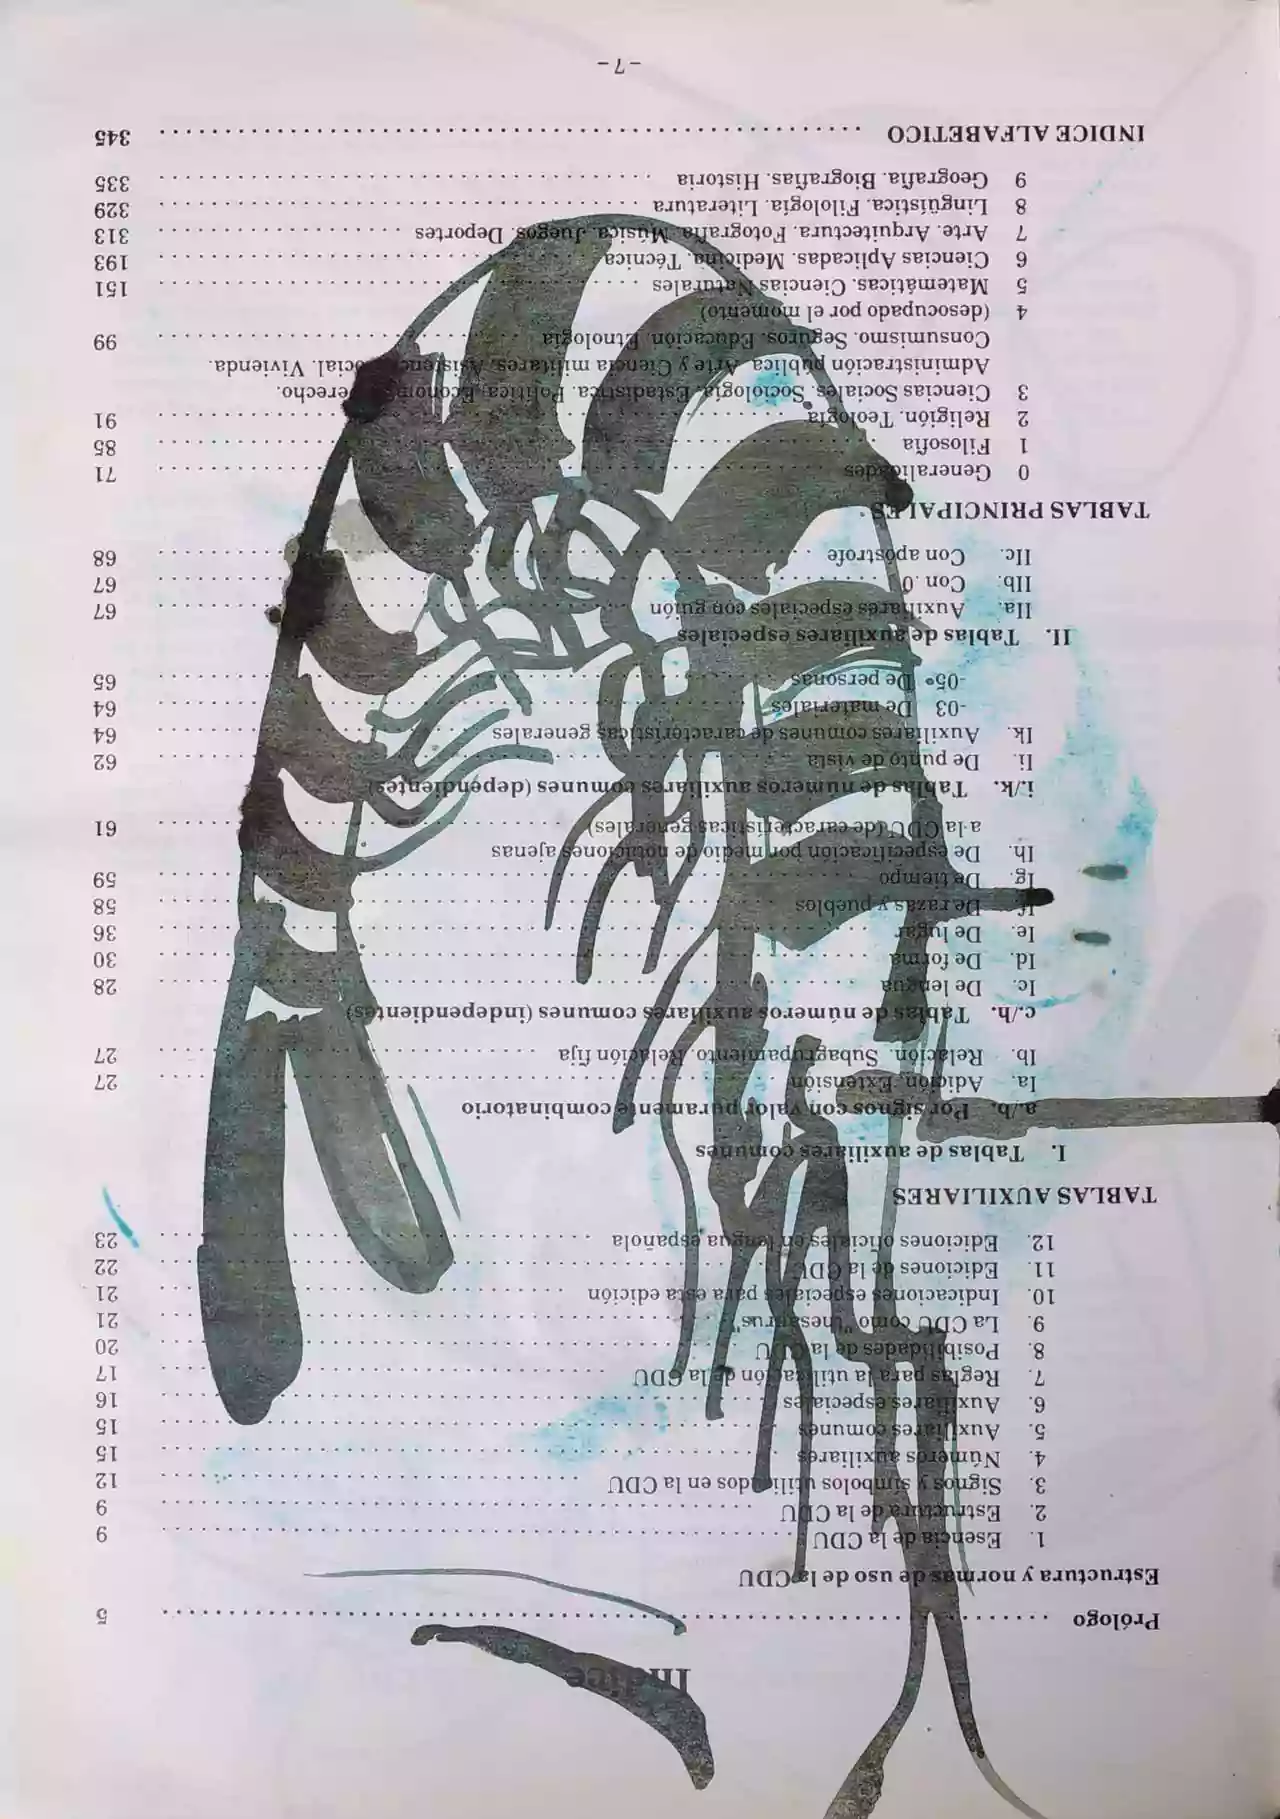 Indice
Prólogo 5
Estructura y normas de uso de la CDU
1. Esencia de la CDU 9
2. Estructura de la CDU 9
3. Signos y símbolos utilizados en la CDU 12
4. Números auxiliares 15
5. Auxiliares comunes 15
6. Auxiliares especiales 16
7. Reglas para la utilización de la CDU 17
8. Posibilidades de la CDU 20
9. La CDU como "thesaurus" 21
10. Indicaciones especiales para esta edición 21
11. Ediciones de la CDU 22
12. Ediciones oficiales en lengua española 23
TABLAS AUXILIARES
I. Tablas de auxiliares comunes
a./b. Por signos con valor puramente combinatorio
Ia. Adición. Extensión 27
Ib. Relación. Subagrupamiento. Relación fija 27
c./h. Tablas de números auxiliares comunes (independientes)
Ic. De lengua 28
Id. De forma 30
Ie. De lugar 36
If. De razas y pueblos 58
Ig. De tiempo 59
Ih. De especificación por medio de notaciones ajenas
a la CDU (de características generales) 61
i./k. Tablas de números auxiliares comunes (dependientes)
Ii. De punto de vista 62
Ik. Auxiliares comunes de características generales 64
-03 De materiales 64
-05 De personas 65
II. Tablas de auxiliares especiales
IIa. Auxiliares especiales con guión 67
IIb. Con .0 67
IIc. Con apóstrofe 68
TABLAS PRINCIPALES
0 Generalidades 71
1 Filosofía 85
2 Religión. Teología 91
3 Ciencias Sociales. Sociología. Estadística. Política. Economía. Derecho.
Administración pública. Arte y Ciencia militares. Asistencia social. Vivienda.
Consumismo. Seguros. Educación. Etnología 99
4 (desocupado por el momento)
5 Matemáticas. Ciencias Naturales 151
6 Ciencias Aplicadas. Medicina. Técnica 193
7 Arte. Arquitectura. Fotografía. Música. Juegos. Deportes 313
8 Lingüística. Filología. Literatura 329
9 Geografía. Biografías. Historia 335
INDICE ALFABETICO 345
-7-